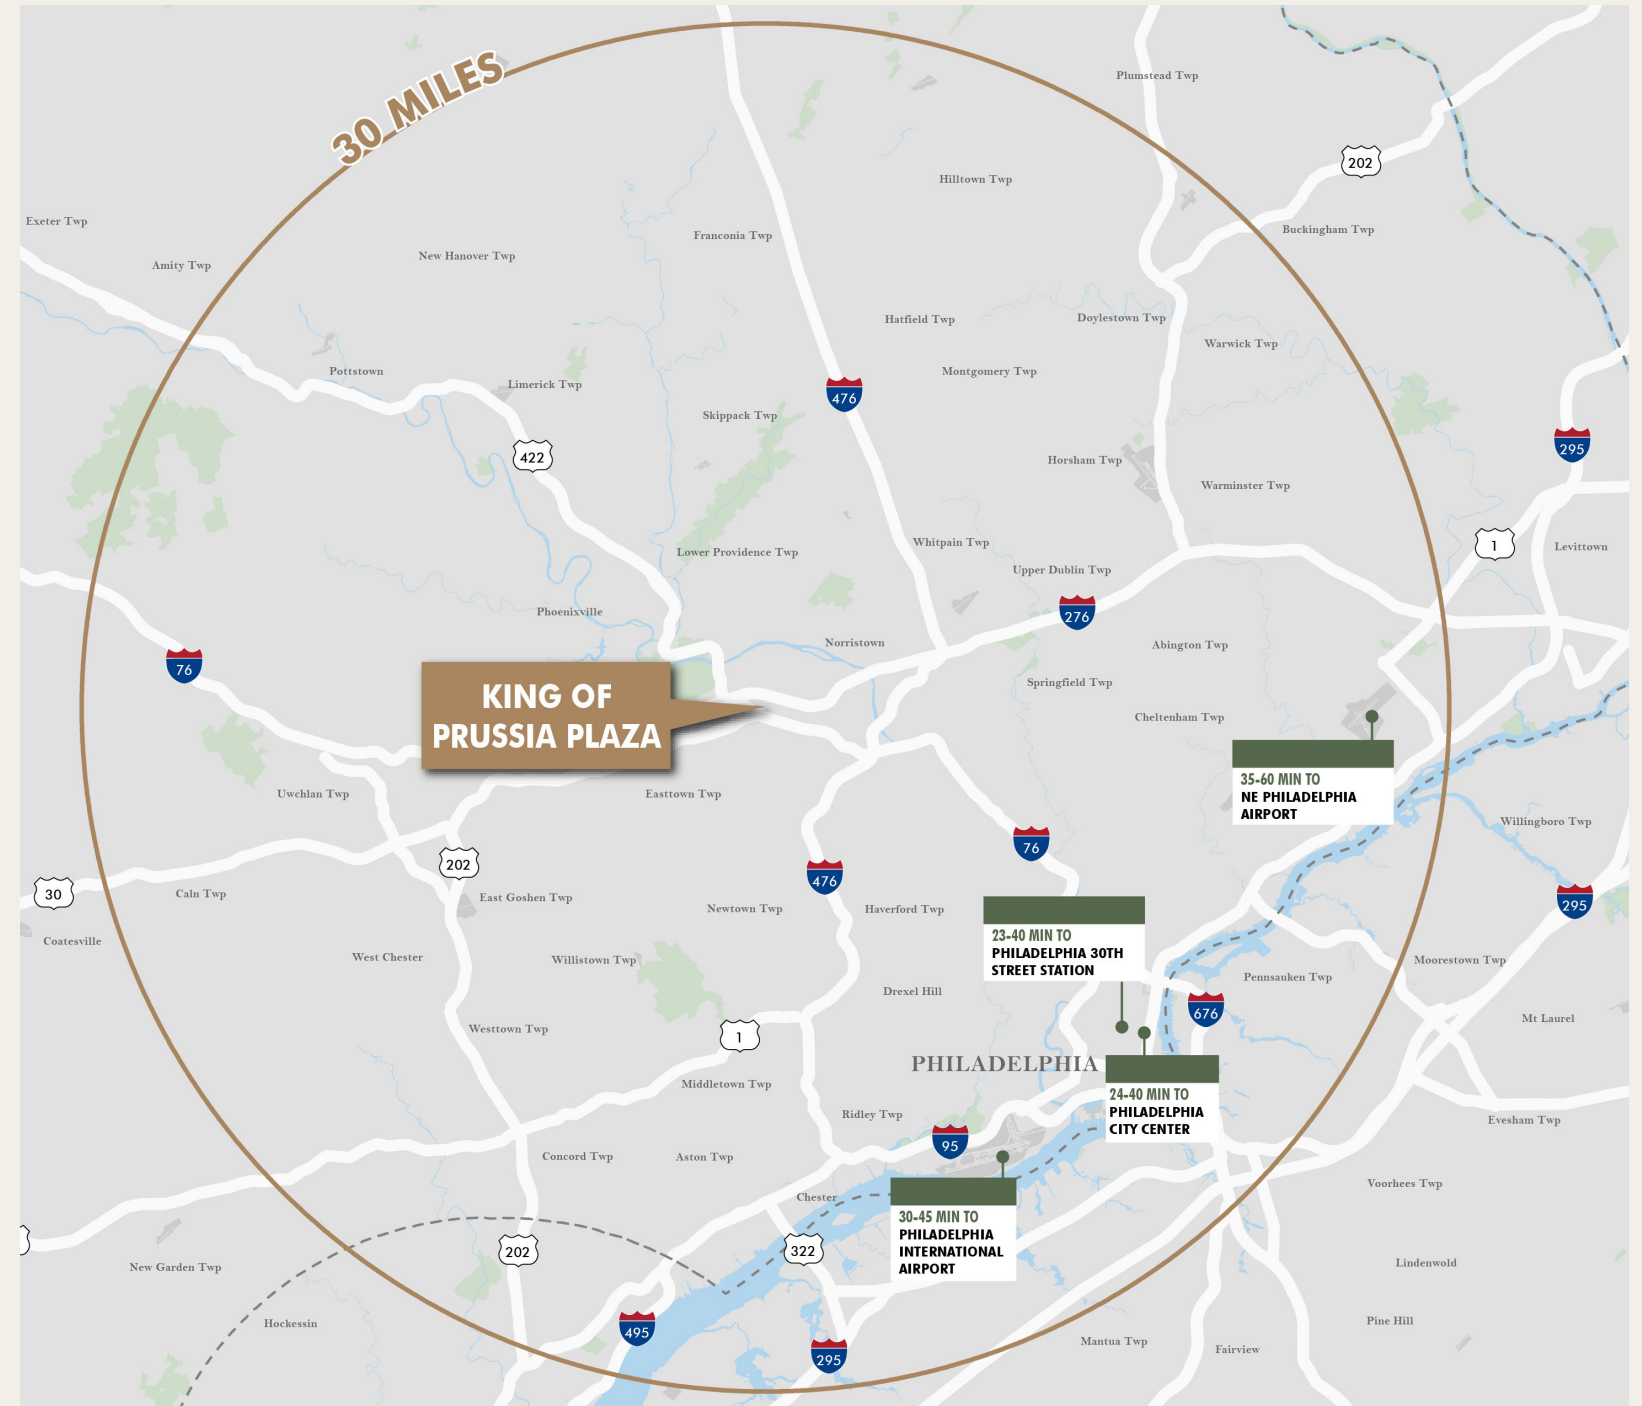 30 MILES
Plumstead Twp
202
Hilltown Twp
Exeter Twp
Buckingham Twp
Franconia Twp
New Hanover Twp
Amity Twp
Hatfield Twp
Doylestown Twp
Warwick Twp
Pottstown
Montgomery Twp
Limerick Twp
476
Skippack Twp
295
422
Horsham Twp
Warminster Twp
Whitpain Twp
1
Levittown
Lower Providence Twp
Upper Dublin Twp
Phoenixville
276
Norristown
Abington Twp
76
Springfield Twp
KING OF
PRUSSIA PLAZA
Cheltenham Twp
35-60 MIN TO
NE PHILADELPHIA
AIRPORT
Uwchlan Twp
Easttown Twp
Willingboro Twp
76
202
476
30
Caln Twp
East Goshen Twp
Newtown Twp
Haverford Twp
295
Coatesville
23-40 MIN TO
PHILADELPHIA 30TH
STREET STATION
West Chester
Willistown Twp
Moorestown Twp
Pennsauken Twp
Drexel Hill
676
Mt Laurel
Westtown Twp
1
PHILADELPHIA
Middletown Twp
24-40 MIN TO
PHILADELPHIA
CITY CENTER
Ridley Twp
Evesham Twp
95
Concord Twp
Aston Twp
Voorhees Twp
Chester
30-45 MIN TO
PHILADELPHIA
INTERNATIONAL
AIRPORT
202
322
New Garden Twp
Lindenwold
Hockessin
495
Pine Hill
Mantua Twp
Fairview
295